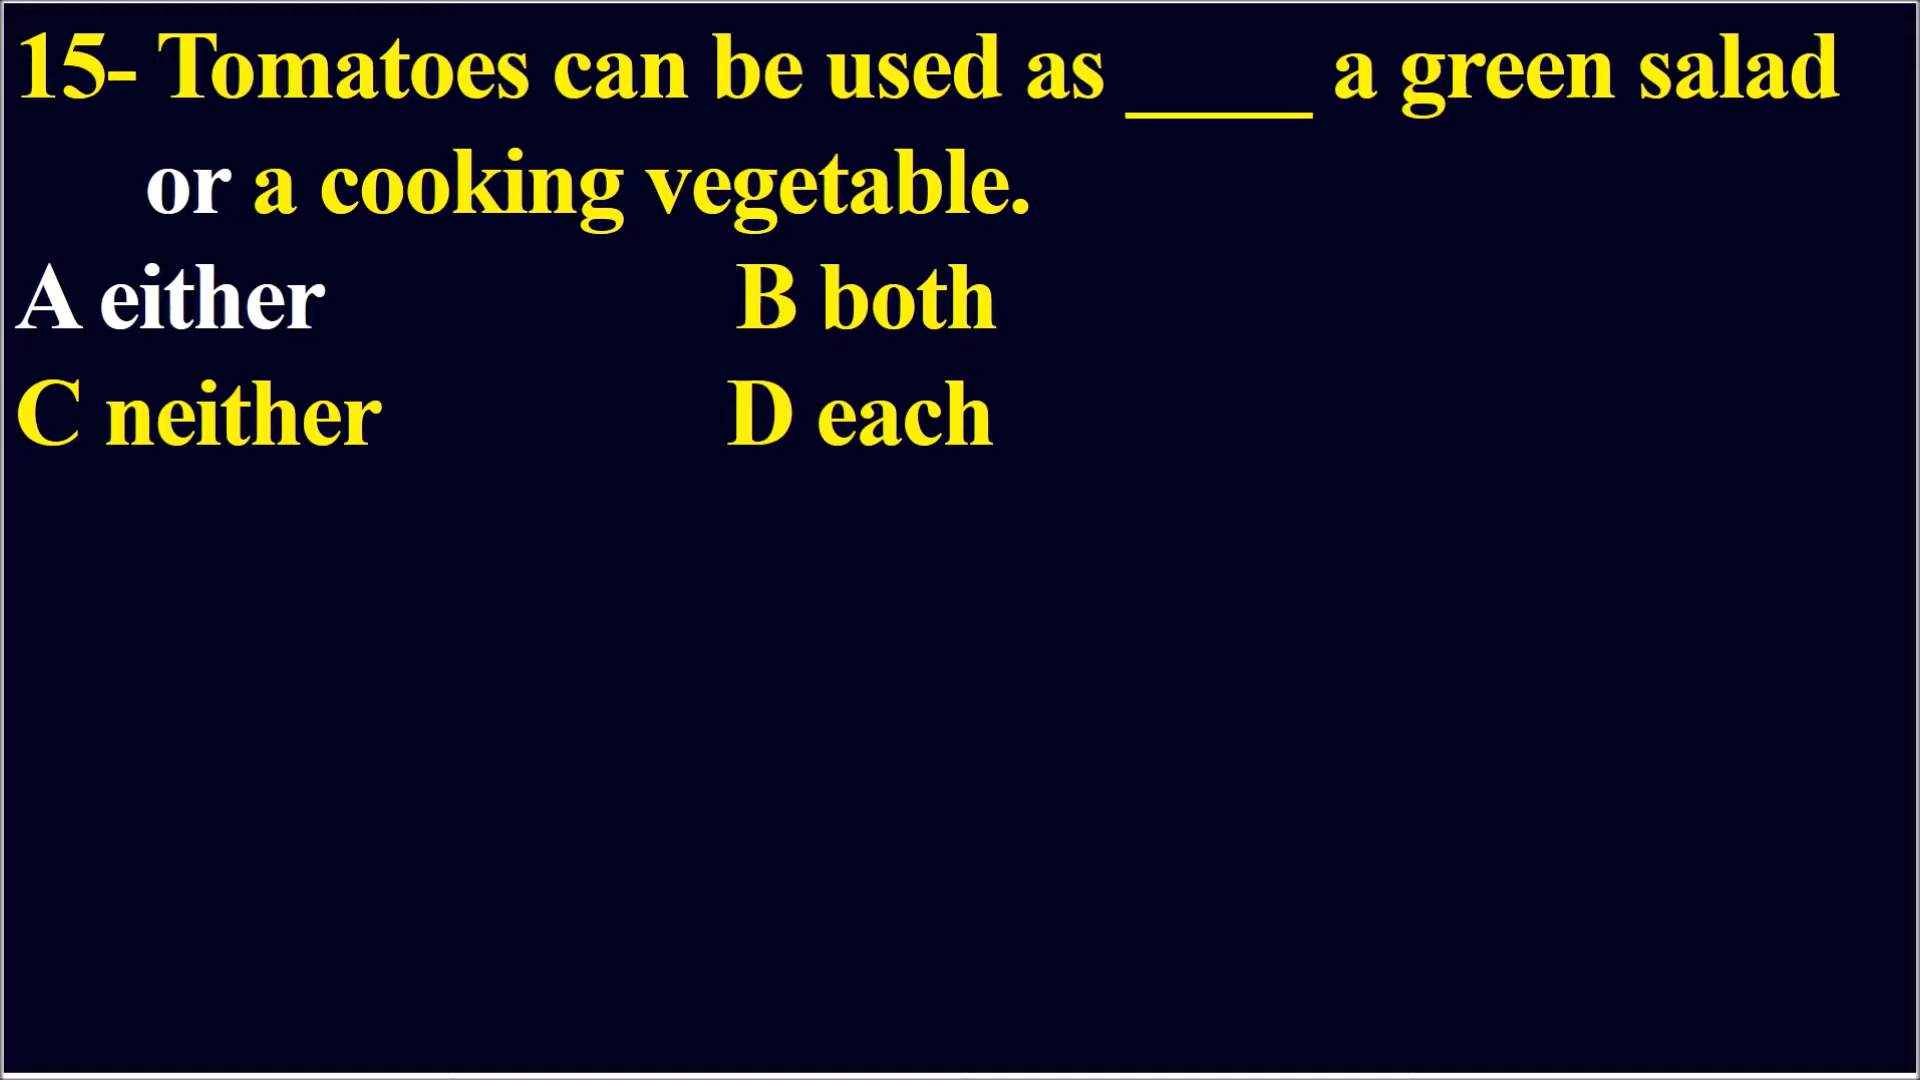 15- Tomatoes can be used as _____ a green salad
or a cooking vegetable.
A either B both
C neither D each